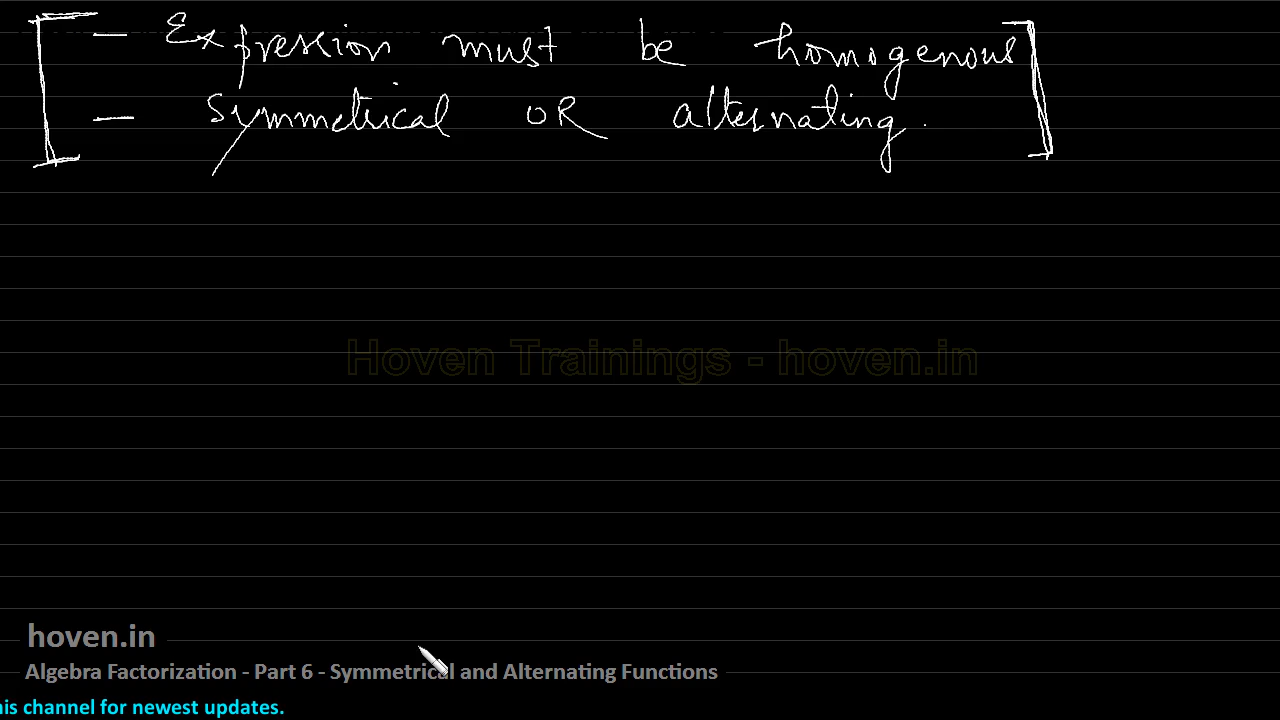 - Expression must be homogenous
- symmetrical OR alternating.
Hoven Trainings - hoven.in
hoven.in
Algebra Factorization - Part 6 - Symmetrical and Alternating Functions
his channel for newest updates.